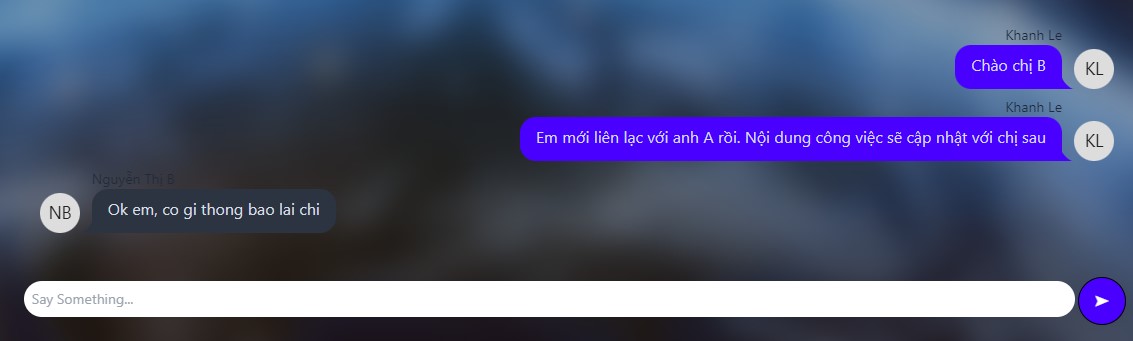 Khanh Le
Chào chị B
KL
Khanh Le
Em mới liên lạc với anh A rồi. Nội dung công việc sẽ cập nhật với chị sau
KL
Nguyễn Thị B
NB
Ok em, co gi thong bao lai chi
Say Something...